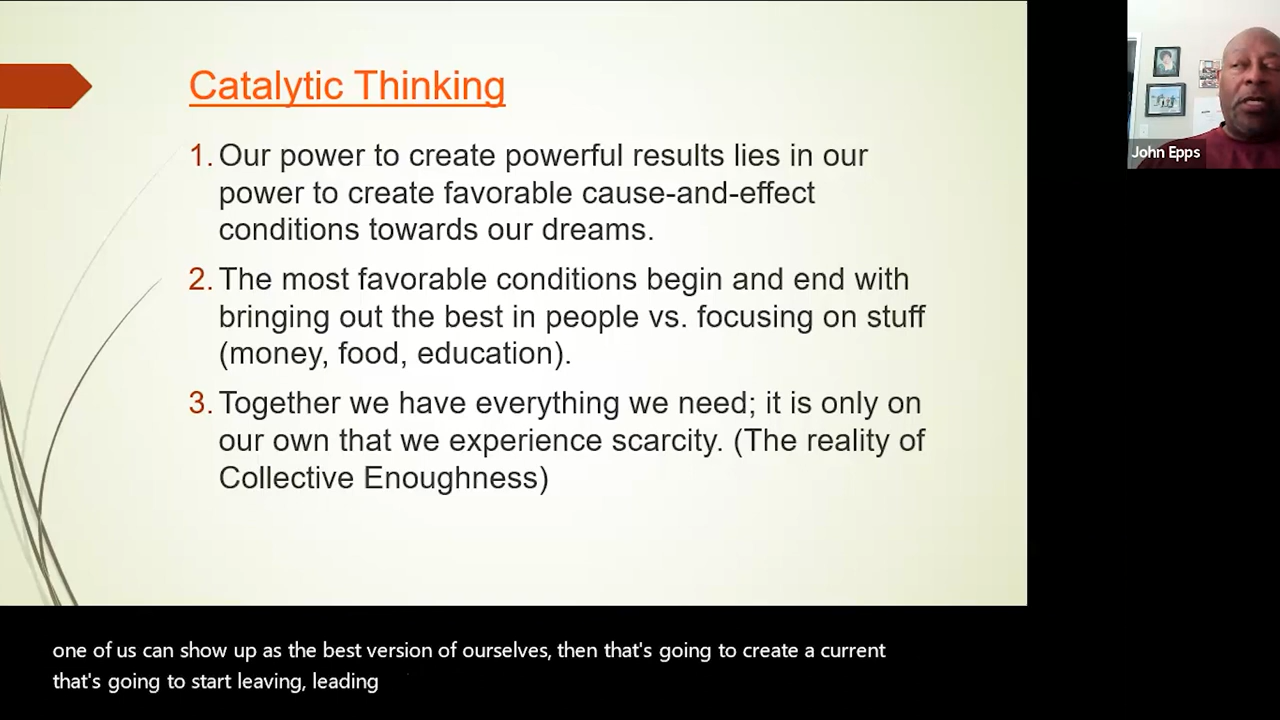 Catalytic Thinking
1. Our power to create powerful results lies in our
power to create favorable cause-and-effect
conditions towards our dreams.
2. The most favorable conditions begin and end with
bringing out the best in people vs. focusing on stuff
(money, food, education).
3. Together we have everything we need; it is only on
our own that we experience scarcity. (The reality of
Collective Enoughness)
John Epps
one of us can show up as the best version of ourselves, then that's going to create a current
that's going to start leaving, leading